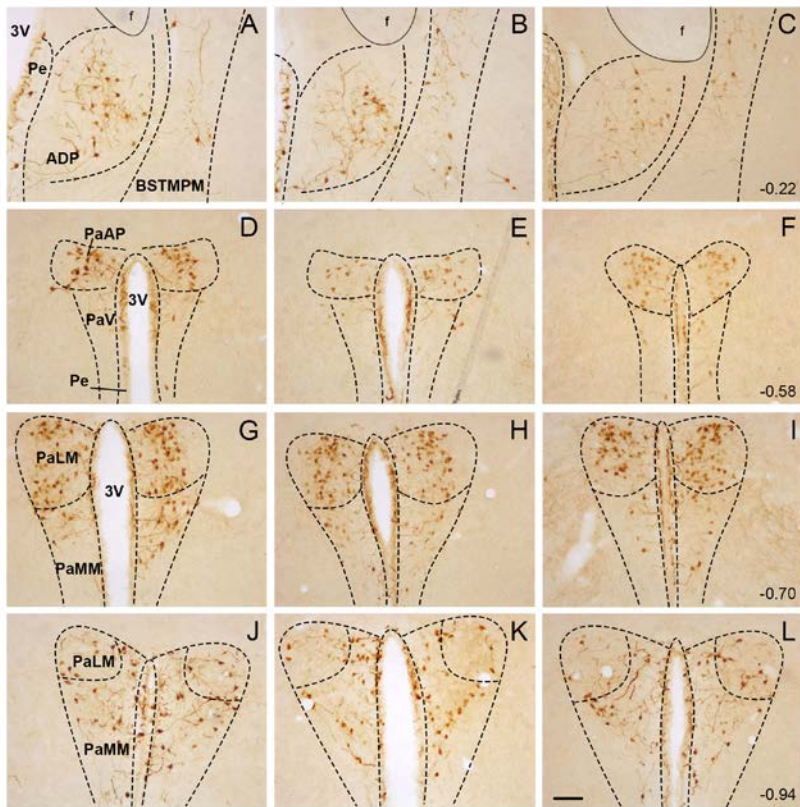 f A
3V
Pe
ADP
BSTMPM
f
B
f C
-0.22
D
PaAP
3V
PaV
Pe
E
F
-0.58
G
PaLM
3V
PaMM
H
I
-0.70
J
PaLM
PaMM
K
L
-0.94